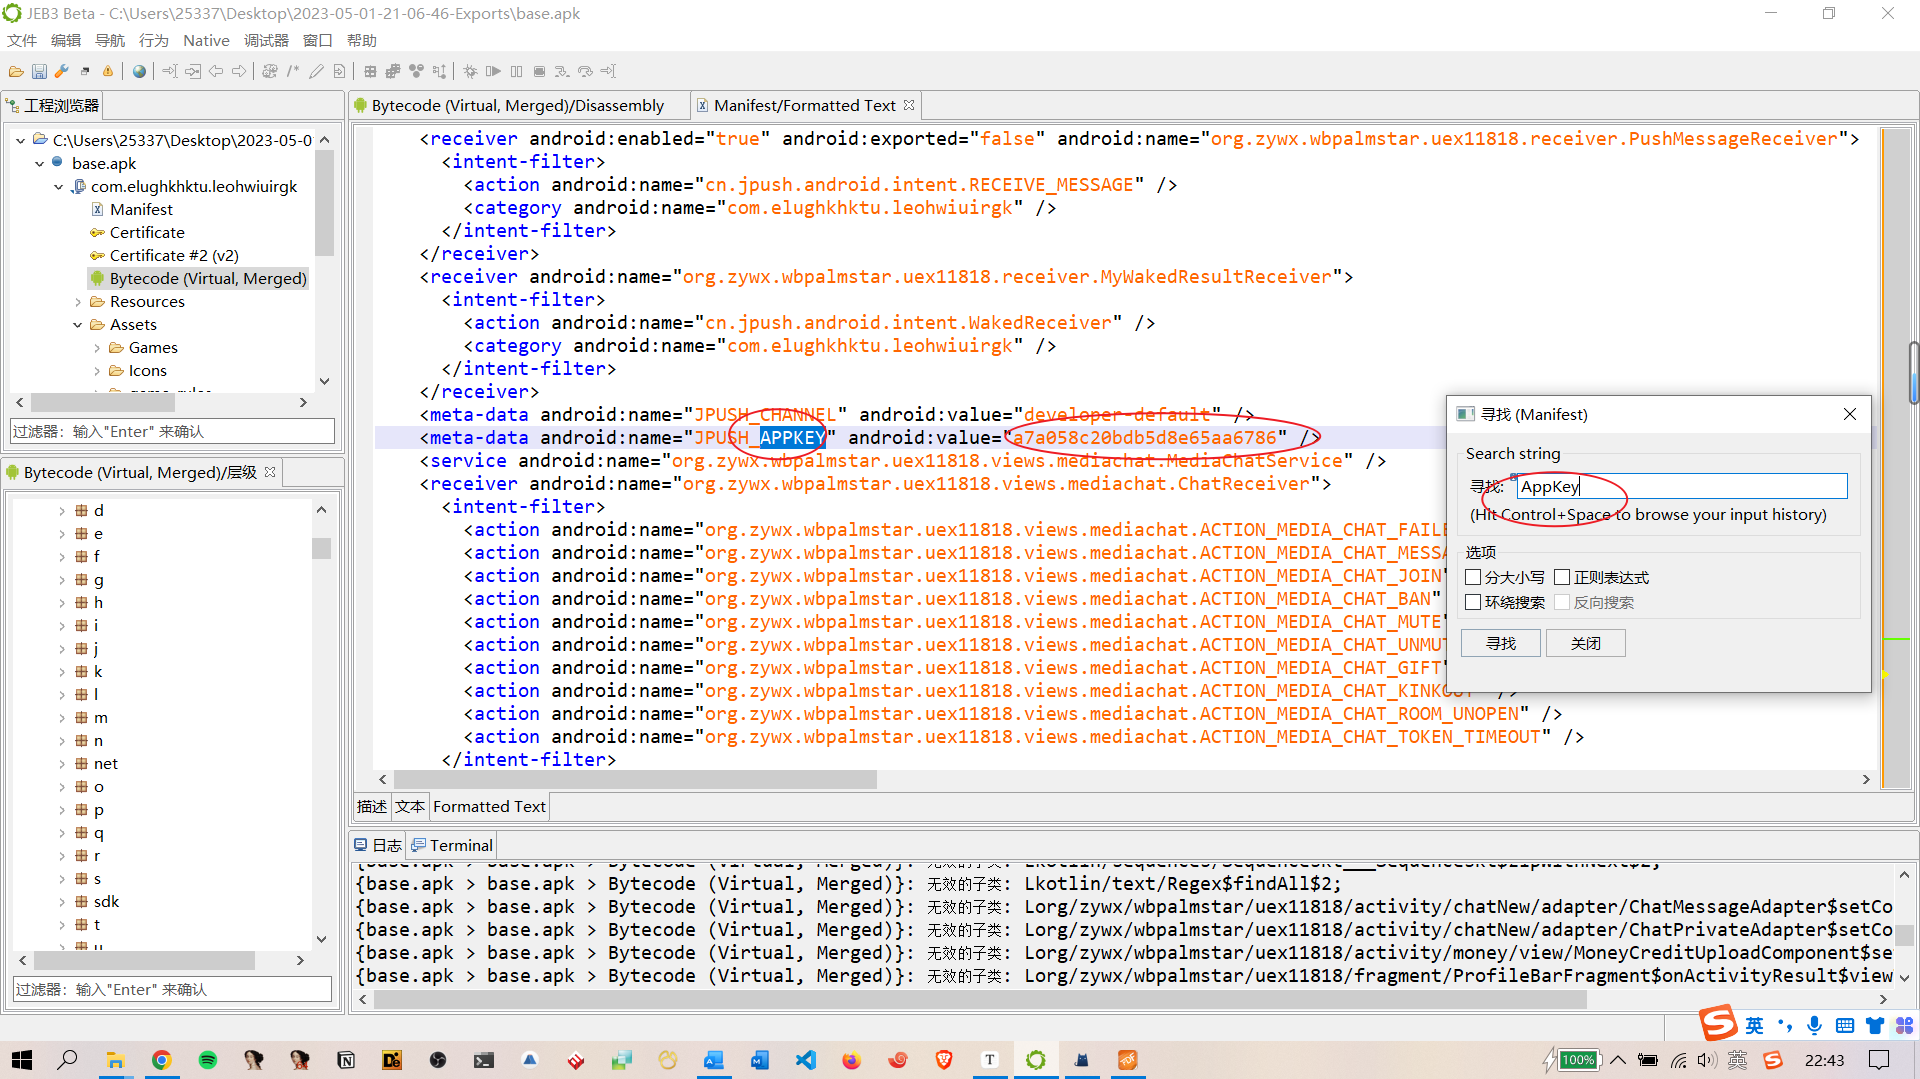 JEB3 Beta - C:\Users\25337\Desktop\2023-05-01-21-06-46-Exports\base.apk
文件 编辑 导航 行为 Native 调试器 窗口 帮助
工程浏览器
C:\Users\25337\Desktop\2023-05-0
base.apk
com.elughkhktu.leohwiuirgk
Manifest
Certificate
Certificate #2 (v2)
Bytecode (Virtual, Merged)
Resources
Assets
Games
Icons
过滤器: 输入"Enter" 来确认
Bytecode (Virtual, Merged)/层级
d
e
f
g
h
i
j
k
l
m
n
net
o
p
q
r
s
sdk
t
u
过滤器: 输入"Enter" 来确认
Bytecode (Virtual, Merged)/Disassembly
Manifest/Formatted Text
<receiver android:enabled="true" android:exported="false" android:name="org.zywx.wbpalmstar.uex11818.receiver.PushMessageReceiver">
<intent-filter>
<action android:name="cn.jpush.android.intent.RECEIVE_MESSAGE" />
<category android:name="com.elughkhktu.leohwiuirgk" />
</intent-filter>
</receiver>
<receiver android:name="org.zywx.wbpalmstar.uex11818.receiver.MyWakedResultReceiver">
<intent-filter>
<action android:name="cn.jpush.android.intent.WakedReceiver" />
<category android:name="com.elughkhktu.leohwiuirgk" />
</intent-filter>
</receiver>
<meta-data android:name="JPUSH_CHANNEL" android:value="developer-default" />
<meta-data android:name="JPUSH_APPKEY" android:value="a7a058c20bdb5d8e65aa6786" />
<service android:name="org.zywx.wbpalmstar.uex11818.views.mediachat.MediaChatService" />
<receiver android:name="org.zywx.wbpalmstar.uex11818.views.mediachat.ChatReceiver">
<intent-filter>
<action android:name="org.zywx.wbpalmstar.uex11818.views.mediachat.ACTION_MEDIA_CHAT_FAILE
<action android:name="org.zywx.wbpalmstar.uex11818.views.mediachat.ACTION_MEDIA_CHAT_MESSA
<action android:name="org.zywx.wbpalmstar.uex11818.views.mediachat.ACTION_MEDIA_CHAT_JOIN"
<action android:name="org.zywx.wbpalmstar.uex11818.views.mediachat.ACTION_MEDIA_CHAT_BAN"
<action android:name="org.zywx.wbpalmstar.uex11818.views.mediachat.ACTION_MEDIA_CHAT_MUTE"
<action android:name="org.zywx.wbpalmstar.uex11818.views.mediachat.ACTION_MEDIA_CHAT_UNMUT
<action android:name="org.zywx.wbpalmstar.uex11818.views.mediachat.ACTION_MEDIA_CHAT_GIFT"
<action android:name="org.zywx.wbpalmstar.uex11818.views.mediachat.ACTION_MEDIA_CHAT_KINKOUT" />
<action android:name="org.zywx.wbpalmstar.uex11818.views.mediachat.ACTION_MEDIA_CHAT_ROOM_UNOPEN" />
<action android:name="org.zywx.wbpalmstar.uex11818.views.mediachat.ACTION_MEDIA_CHAT_TOKEN_TIMEOUT" />
</intent-filter>
描述 文本 Formatted Text
寻找 (Manifest)
Search string
寻找: AppKey
(Hit Control+Space to browse your input history)
选项
分大小写 正则表达式
环绕搜索 反向搜索
寻找 关闭
日志 Terminal
{base.apk > base.apk > Bytecode (Virtual, Merged)}: 无效的子类: Lkotlin/sequences/SequencesKt___SequencesKt$zipWithNext$2;
{base.apk > base.apk > Bytecode (Virtual, Merged)}: 无效的子类: Lkotlin/text/Regex$findAll$2;
{base.apk > base.apk > Bytecode (Virtual, Merged)}: 无效的子类: Lorg/zywx/wbpalmstar/uex11818/activity/chatNew/adapter/ChatMessageAdapter$setCo
{base.apk > base.apk > Bytecode (Virtual, Merged)}: 无效的子类: Lorg/zywx/wbpalmstar/uex11818/activity/chatNew/adapter/ChatPrivateAdapter$setCo
{base.apk > base.apk > Bytecode (Virtual, Merged)}: 无效的子类: Lorg/zywx/wbpalmstar/uex11818/activity/money/view/MoneyCreditUploadComponent$se
{base.apk > base.apk > Bytecode (Virtual, Merged)}: 无效的子类: Lorg/zywx/wbpalmstar/uex11818/fragment/ProfileBarFragment$onActivityResult$view
英
100% 英 22:43